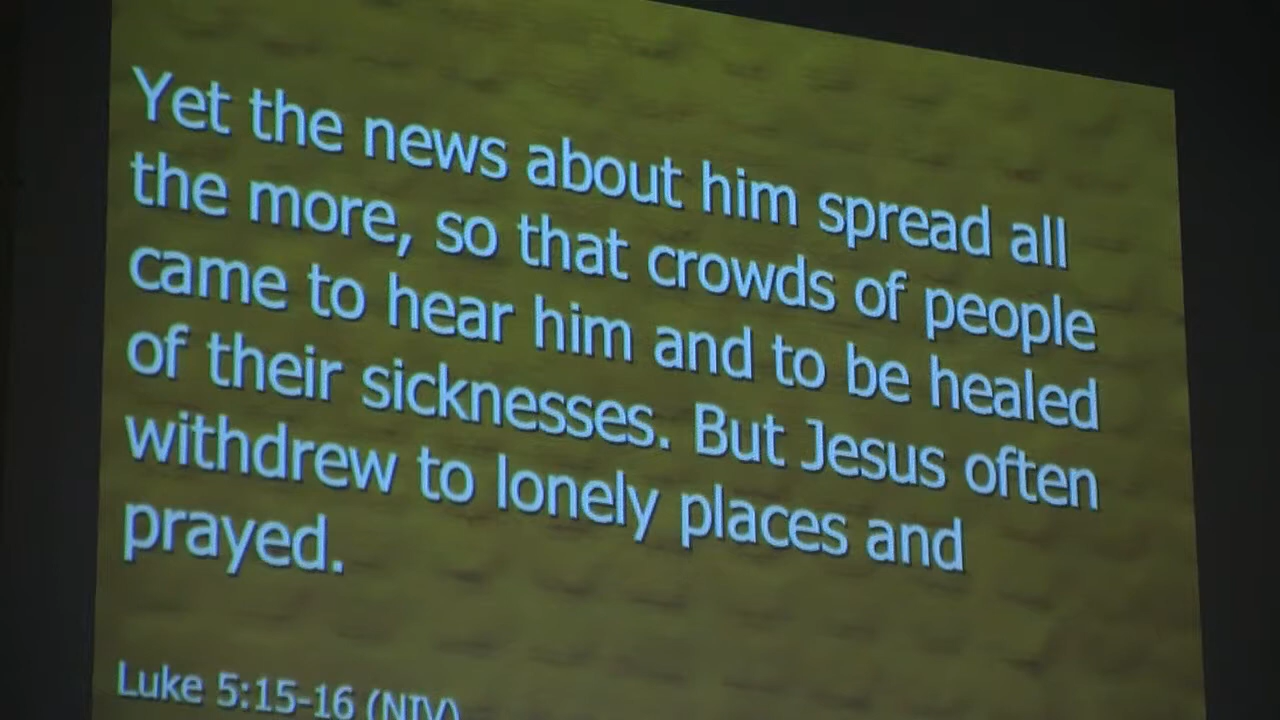 Yet the news about him spread all
the more, so that crowds of people
came to hear him and to be healed
of their sicknesses. But Jesus often
withdrew to lonely places and
prayed.
Luke 5:15-16 (NIV)